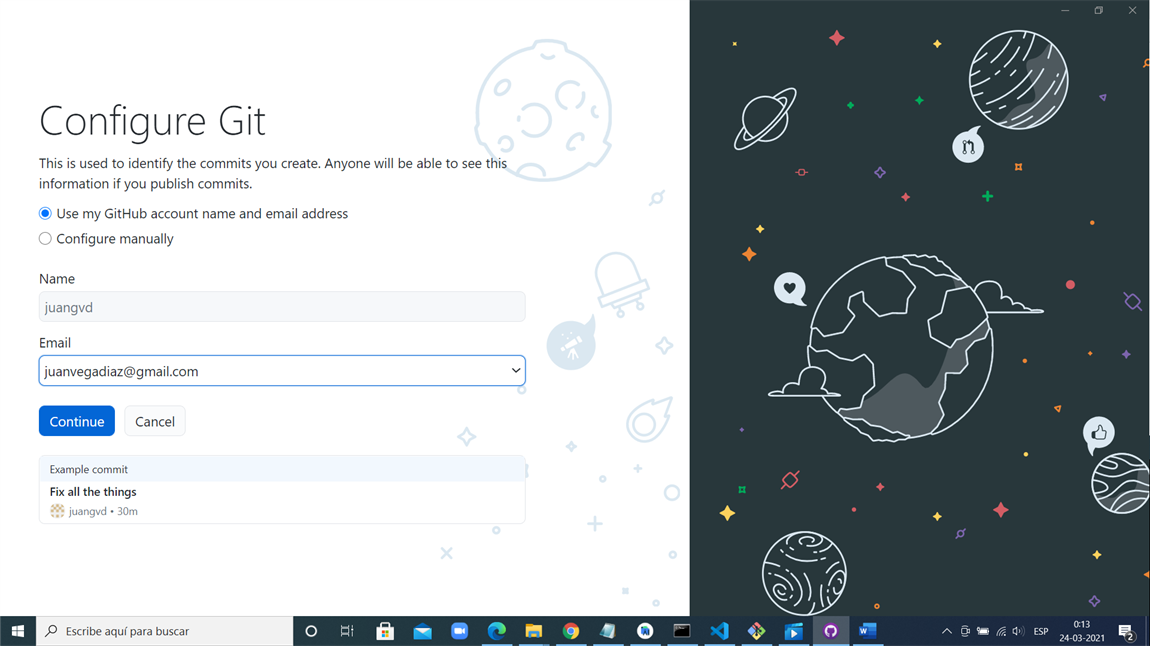 Configure Git
This is used to identify the commits you create. Anyone will be able to see this
information if you publish commits.
Use my GitHub account name and email address
Configure manually
Name
juangvd
Email
juanvegadiaz@gmail.com
Continue
Cancel
Example commit
Fix all the things
juangvd • 30m
Escribe aquí para buscar
ESP
0:13
24-03-2021
2